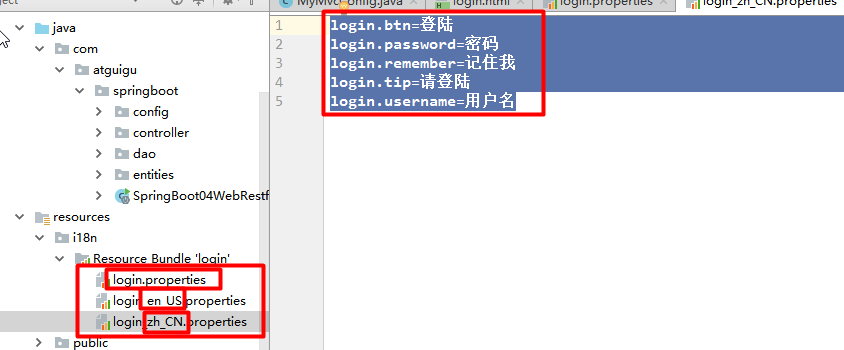 MyMvcConfig.java
login.html
login.properties
login_zh_CN.properties
java
com
atguigu
springboot
config
controller
dao
entities
SpringBoot04WebRestf
resources
i18n
Resource Bundle 'login'
login.properties
login_en_US.properties
login_zh_CN.properties
public
1 login.btn=登陆
2 login.password=密码
3 login.remember=记住我
4 login.tip=请登陆
5 login.username=用户名